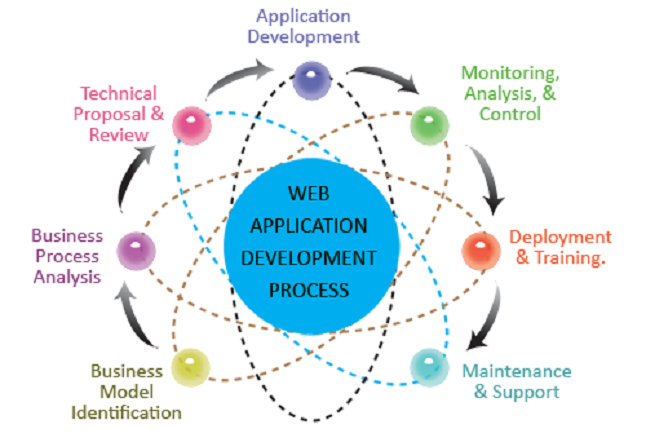 Application
Development
Monitoring,
Analysis, &
Control
Technical
Proposal &
Review
WEB
APPLICATION
DEVELOPMENT
PROCESS
Business
Process
Analysis
Deployment
& Training.
Business
Model
Identification
Maintenance
& Support